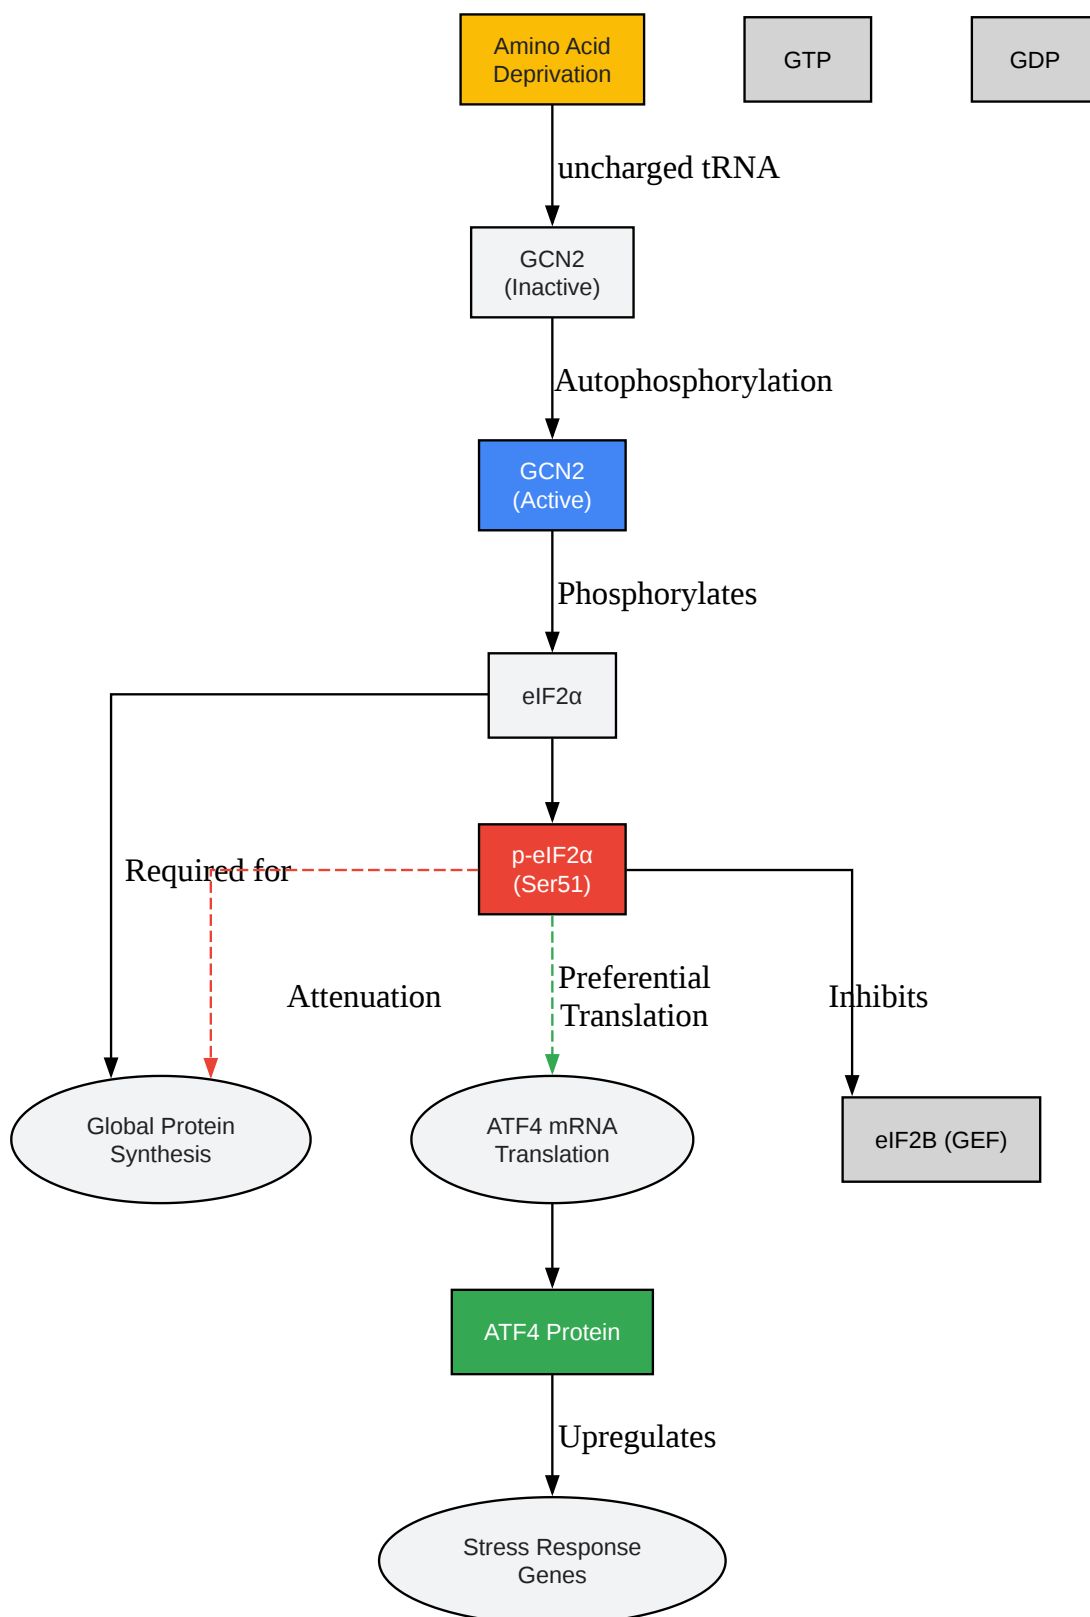 Amino Acid
Deprivation
GTP
GDP
uncharged tRNA
GCN2
(Inactive)
Autophosphorylation
GCN2
(Active)
Phosphorylates
eIF2α
p-eIF2α
(Ser51)
Required for
Attenuation
Preferential
Translation
Inhibits
Global Protein
Synthesis
ATF4 mRNA
Translation
eIF2B (GEF)
ATF4 Protein
Upregulates
Stress Response
Genes